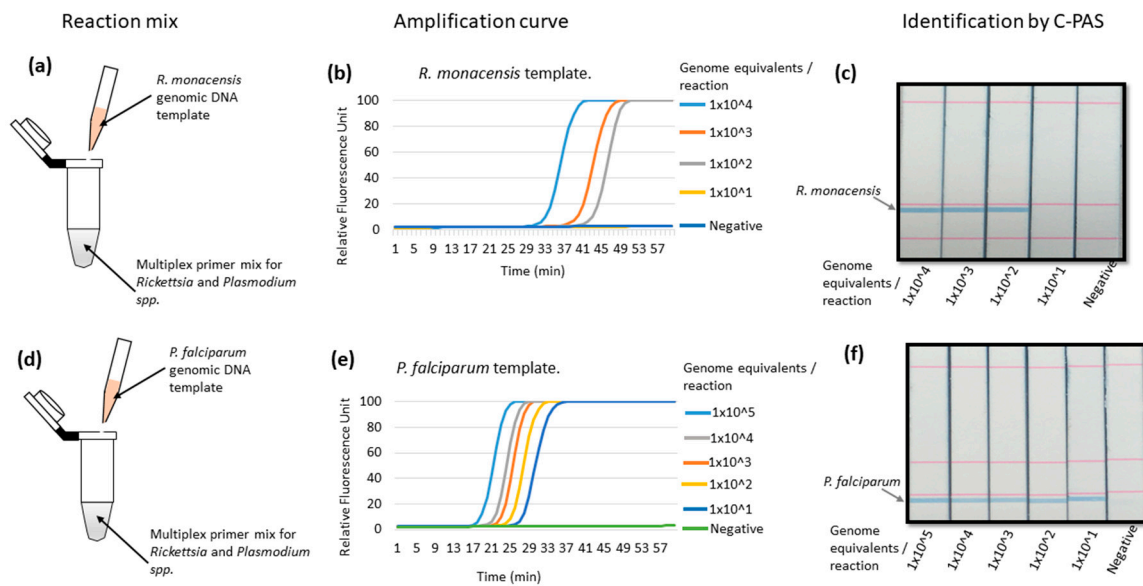 Reaction mix
Amplification curve
Identification by C-PAS
(a)
R. monacensis
genomic DNA
template
Multiplex primer mix for
Rickettsia and Plasmodium
spp.
(b)
R. monacensis template.
Genome equivalents /
reaction
Relative Fluorescence Unit
100
80
60
40
20
0
1 5 9 13 17 21 25 29 33 37 41 45 49 53 57
Time (min)
1x10^4
1x10^3
1x10^2
1x10^1
Negative
(c)
R. monacensis
Genome
equivalents /
reaction
1x10^4
1x10^3
1x10^2
1x10^1
Negative
(d)
P. falciparum
genomic DNA
template
Multiplex primer mix for
Rickettsia and Plasmodium
spp.
(e)
P. falciparum template.
Genome equivalents /
reaction
Relative Fluorescence Unit
100
80
60
40
20
0
1 5 9 13 17 21 25 29 33 37 41 45 49 53 57
Time (min)
1x10^5
1x10^4
1x10^3
1x10^2
1x10^1
Negative
(f)
P. falciparum
Genome
equivalents /
reaction
1x10^5
1x10^4
1x10^3
1x10^2
1x10^1
Negative